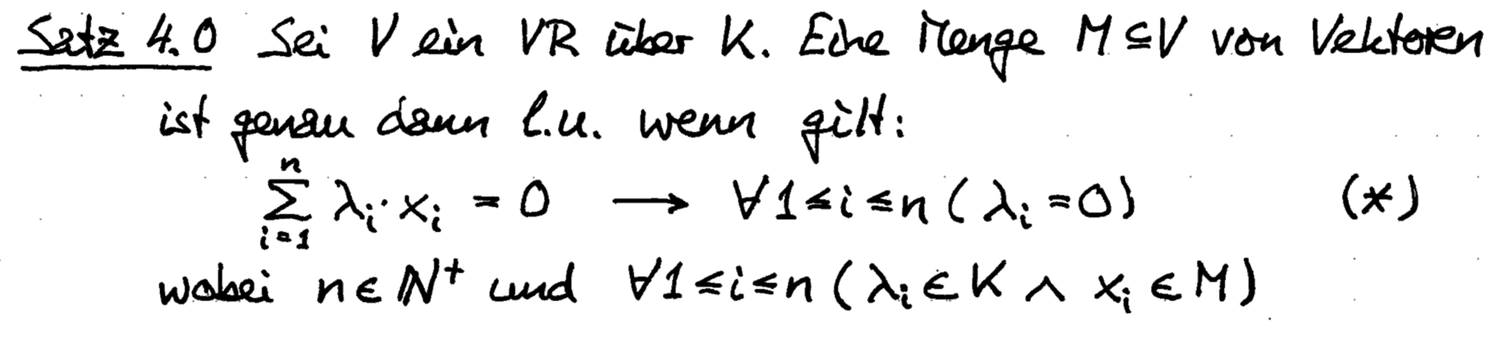 Satz 4.0 Sei V ein VR über K. Eine Menge M ⊆ V von Vektoren
ist genau dann l.u. wenn gilt:
∑_{i=1}^{n} λ_i · x_i = 0 → ∀1≤i≤n (λ_i = 0) (*)
wobei n ∈ ℕ⁺ und ∀1≤i≤n (λ_i ∈ K ∧ x_i ∈ M)